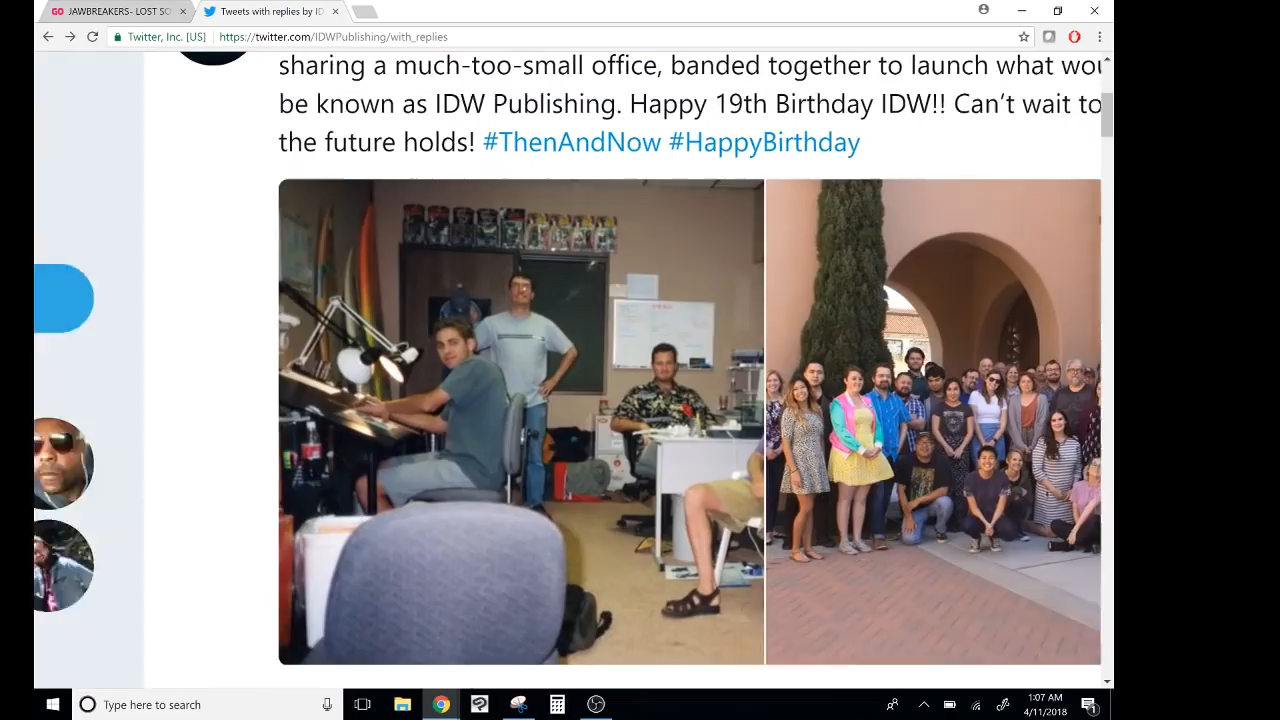 JAWBREAKERS- LOST SO
Tweets with replies by ID
Twitter, Inc. [US]
https://twitter.com/IDWPublishing/with_replies
sharing a much-too-small office, banded together to launch what wou
be known as IDW Publishing. Happy 19th Birthday IDW!! Can't wait to
the future holds! #ThenAndNow #HappyBirthday
Type here to search
1:07 AM
4/11/2018